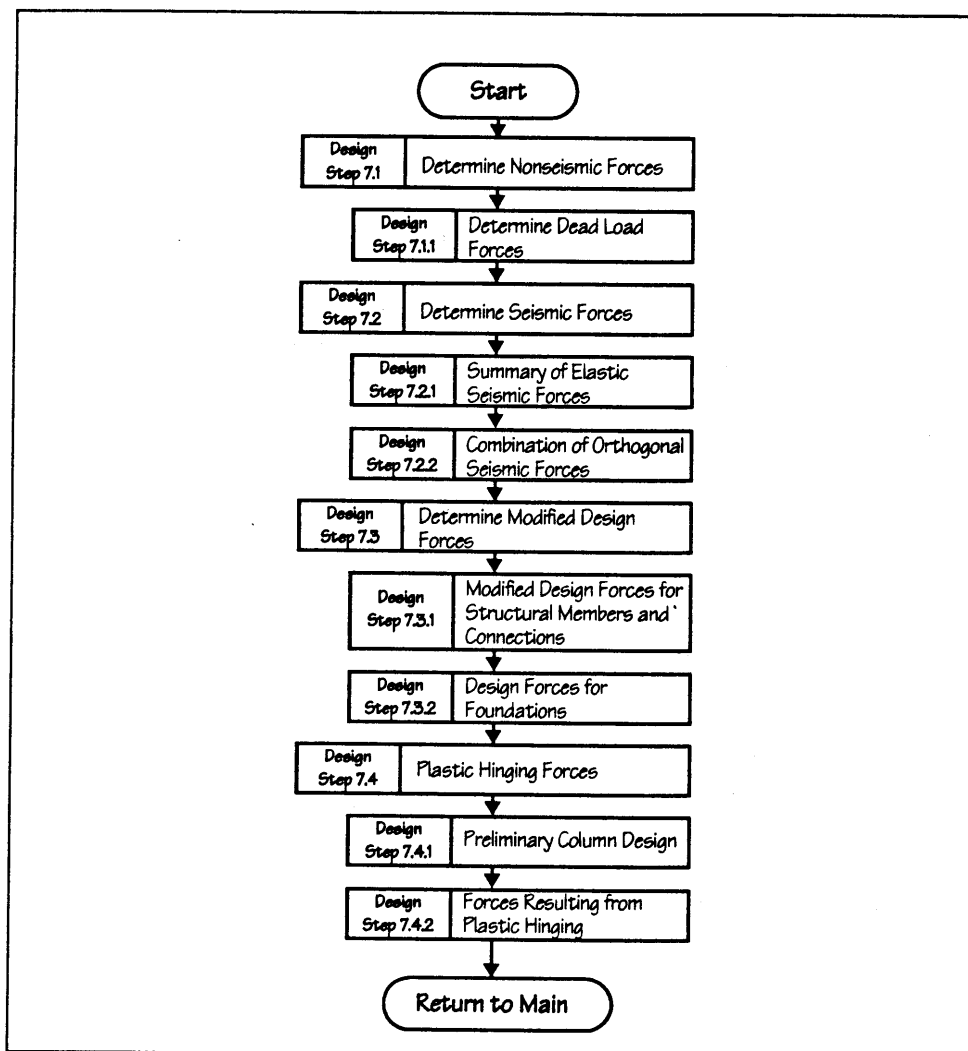 Start
Design
Step 7.1
Determine Nonseismic Forces
Design
Step 7.1.1
Determine Dead Load
Forces
Design
Step 7.2
Determine Seismic Forces
Design
Step 7.2.1
Summary of Elastic
Seismic Forces
Design
Step 7.2.2
Combination of Orthogonal
Seismic Forces
Design
Step 7.3
Determine Modified Design
Forces
Design
Step 7.3.1
Modified Design Forces for
Structural Members and
Connections
Design
Step 7.3.2
Design Forces for
Foundations
Design
Step 7.4
Plastic Hinging Forces
Design
Step 7.4.1
Preliminary Column Design
Design
Step 7.4.2
Forces Resulting from
Plastic Hinging
Return to Main